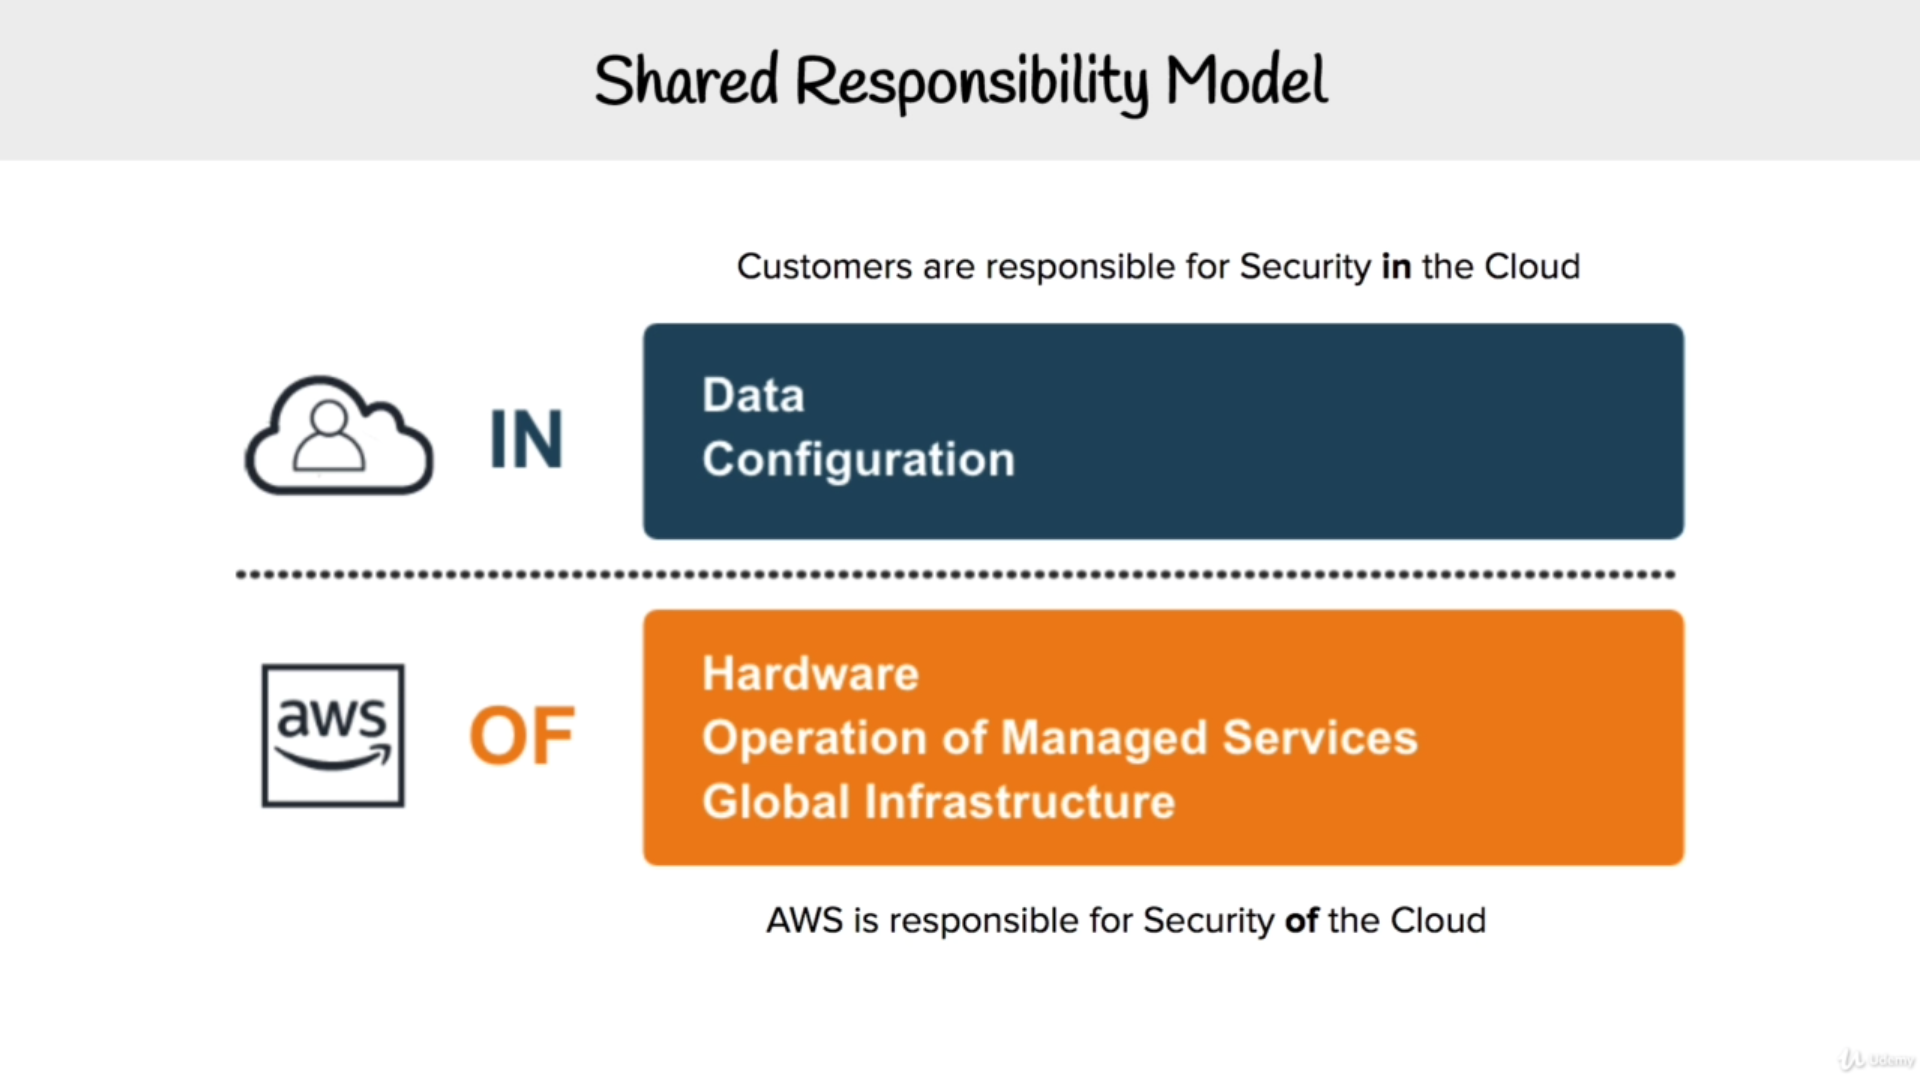 Shared Responsibility Model
Customers are responsible for Security in the Cloud
IN
Data
Configuration
aws
OF
Hardware
Operation of Managed Services
Global Infrastructure
AWS is responsible for Security of the Cloud
Udemy